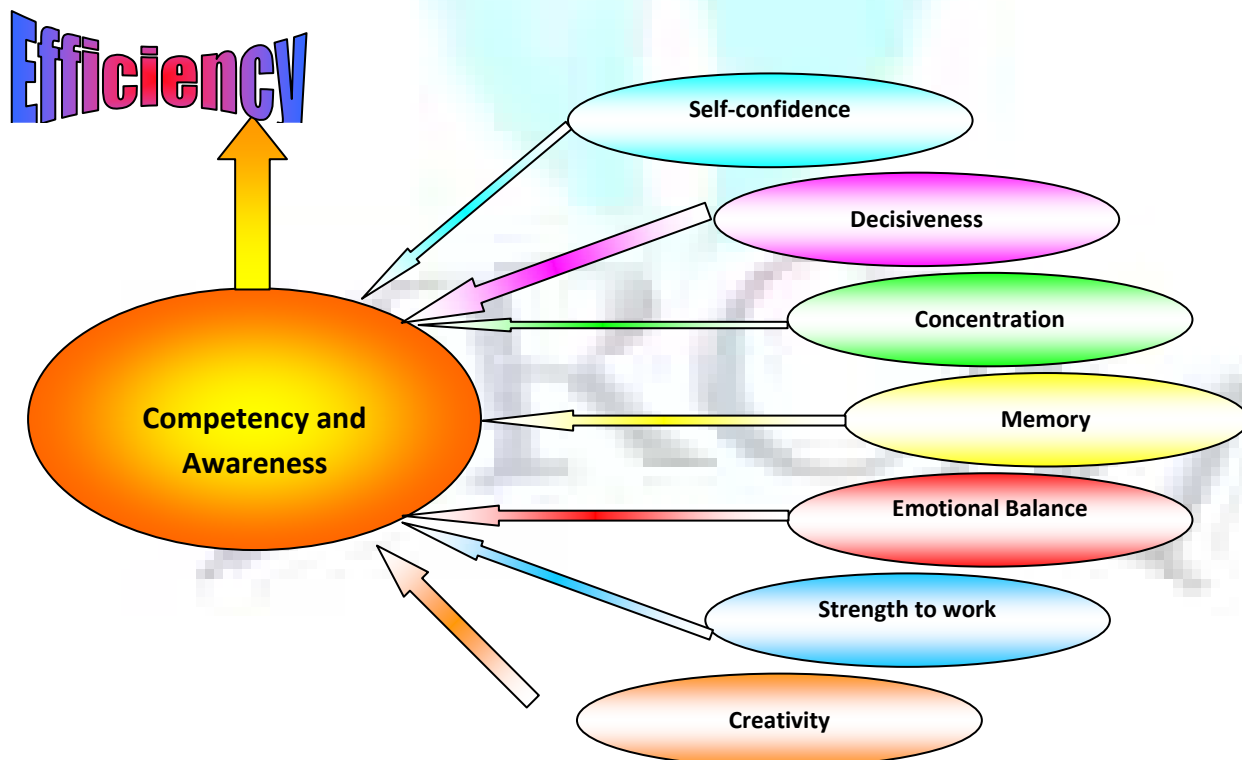 Efficiency
Self-confidence
Decisiveness
Concentration
Competency and
Awareness
Memory
Emotional Balance
Strength to work
Creativity